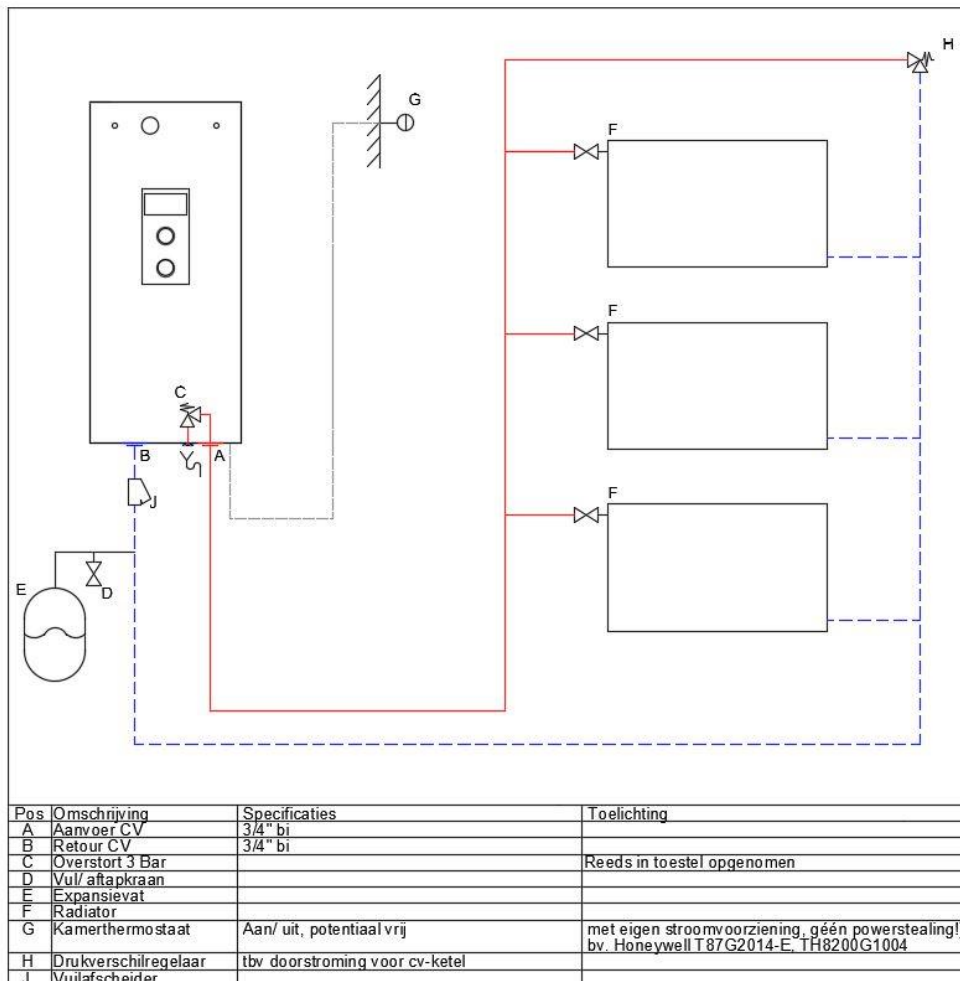 H
G
F
F
C
B
A
J
F
E
D
Pos Omschrijving Specificaties Toelichting
A Aanvoer CV 3/4" bi
B Retour CV 3/4" bi
C Overstort 3 Bar Reeds in toestel opgenomen
D Vul/ aftapkraan
E Expansievat
F Radiator
G Kamerthermostaat Aan/ uit, potentiaal vrij met eigen stroomvoorziening, géén powerstealing!
bv. Honeywell T87G2014-E, TH8200G1004
H Drukverschilregelaar tbv doorstroming voor cv-ketel
J Vuilafscheider